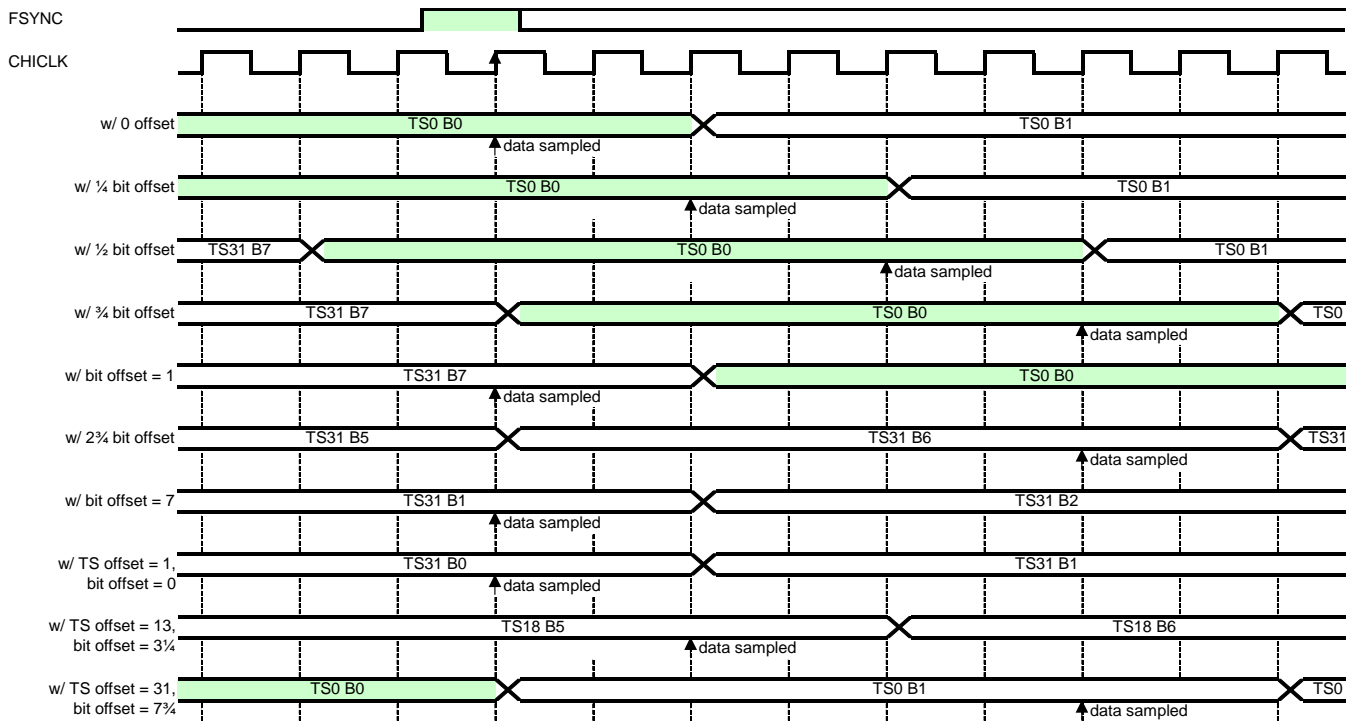 FSYNC
CHICLK
w/ 0 offset TS0 B0 TS0 B1
data sampled
w/ ¼ bit offset TS0 B0 TS0 B1
data sampled
w/ ½ bit offset TS31 B7 TS0 B0 TS0 B1
data sampled
w/ ¾ bit offset TS31 B7 TS0 B0 TS0
data sampled
w/ bit offset = 1 TS31 B7 TS0 B0
data sampled
w/ 2¾ bit offset TS31 B5 TS31 B6 TS31
data sampled
w/ bit offset = 7 TS31 B1 TS31 B2
data sampled
w/ TS offset = 1, TS31 B0 TS31 B1
bit offset = 0 data sampled
w/ TS offset = 13, TS18 B5 TS18 B6
bit offset = 3¼ data sampled
w/ TS offset = 31, TS0 B0 TS0 B1 TS0
bit offset = 7¾ data sampled